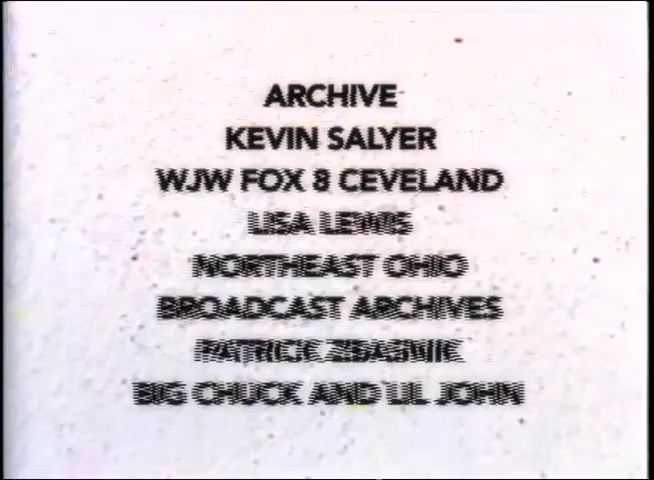 ARCHIVE
KEVIN SALYER
WJW FOX 8 CEVELAND
LISA LEWIS
NORTHEAST OHIO
BROADCAST ARCHIVES
PATRICK
BIG CHUCK AND 'LIL JOHN